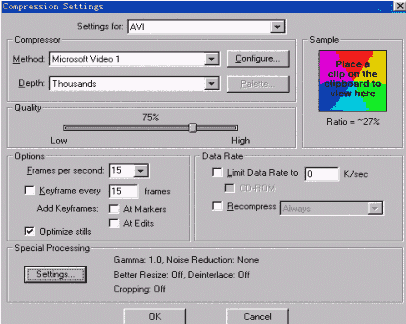 Compression Settings
Settings for: AVI
Compressor
Method: Microsoft Video 1 Configure...
Depth: Thousands Palette...
Sample
Place a
clip on the
clipboard to
view here
Ratio = ~27%
Quality
75%
Low High
Options
Frames per second: 15
Keyframe every 15 frames
Add Keyframes: At Markers
At Edits
Optimize stills
Data Rate
Limit Data Rate to 0 K/sec
CD-ROM
Recompress Always
Special Processing
Settings... Gamma: 1.0, Noise Reduction: None
Better Resize: Off, Deinterlace: Off
Cropping: Off
OK Cancel